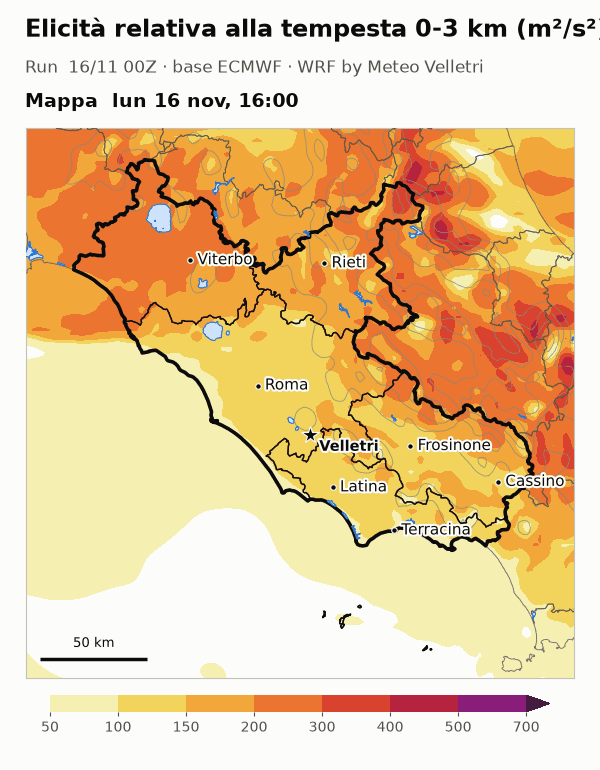 Elicità relativa alla tempesta 0-3 km (m²/s²)
Run 16/11 00Z · base ECMWF · WRF by Meteo Velletri
Mappa lun 16 nov, 16:00
Viterbo
Rieti
Roma
Velletri
Frosinone
Latina
Cassino
Terracina
50 km
50 100 150 200 300 400 500 700